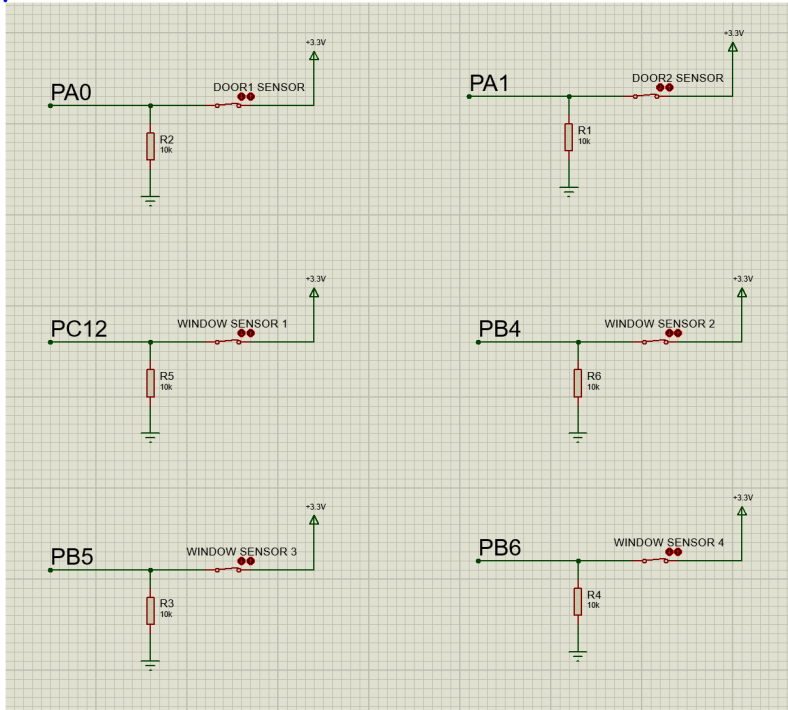 +3.3V
DOOR1 SENSOR
PA0
R2
10k
+3.3V
DOOR2 SENSOR
PA1
R1
10k
+3.3V
WINDOW SENSOR 1
PC12
R5
10k
+3.3V
WINDOW SENSOR 2
PB4
R6
10k
+3.3V
WINDOW SENSOR 3
PB5
R3
10k
+3.3V
WINDOW SENSOR 4
PB6
R4
10k